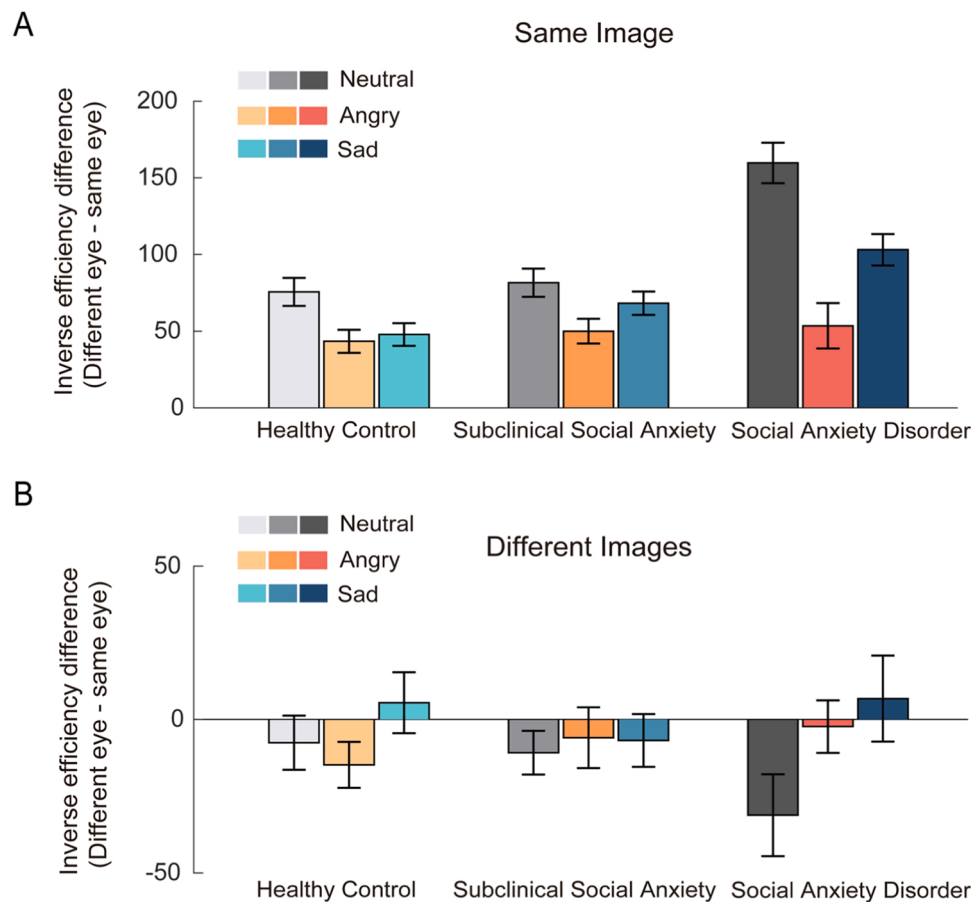 A
Same Image
Inverse efficiency difference
(Different eye - same eye)
Neutral
Angry
Sad
200
150
100
50
0
Healthy Control
Subclinical Social Anxiety
Social Anxiety Disorder
B
Different Images
Inverse efficiency difference
(Different eye - same eye)
Neutral
Angry
Sad
50
0
-50
Healthy Control
Subclinical Social Anxiety
Social Anxiety Disorder